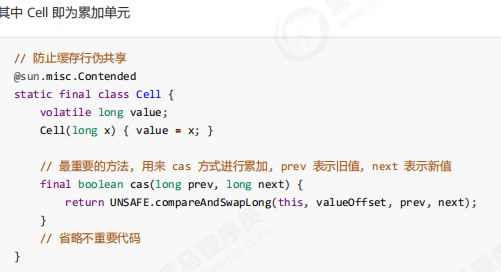 其中 Cell 即为累加单元
// 防止缓存行伪共享
@sun.misc.Contended
static final class Cell {
volatile long value;
Cell(long x) { value = x; }
// 最重要的方法, 用来 cas 方式进行累加, prev 表示旧值, next 表示新值
final boolean cas(long prev, long next) {
return UNSAFE.compareAndSwapLong(this, valueOffset, prev, next);
}
// 省略不重要代码
}